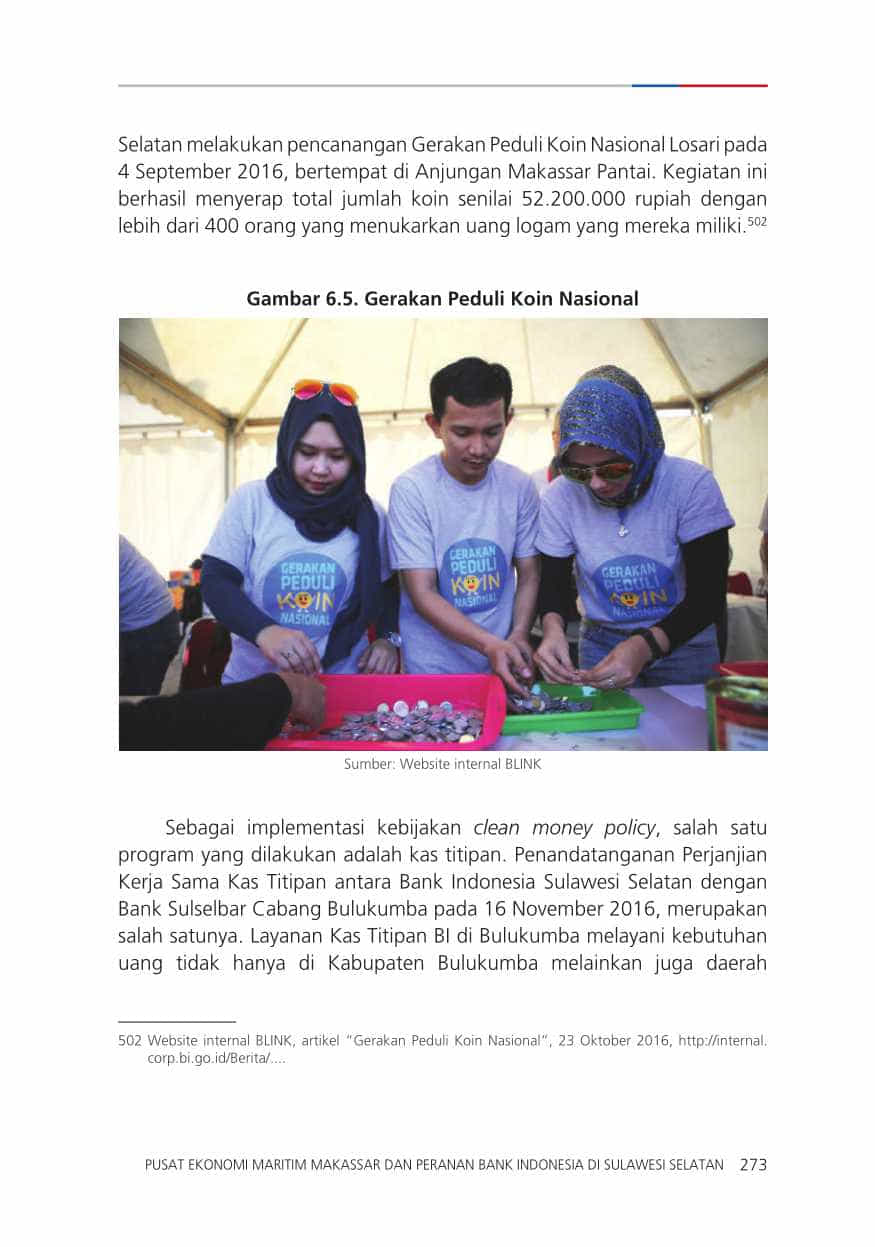 Selatan melakukan pencanangan Gerakan Peduli Koin Nasional Losari pada
4 September 2016, bertempat di Anjungan Makassar Pantai. Kegiatan ini
berhasil menyerap total jumlah koin senilai 52.200.000 rupiah dengan
lebih dari 400 orang yang menukarkan uang logam yang mereka miliki.502
Gambar 6.5. Gerakan Peduli Koin Nasional
GERAKAN
PEDULI
KOIN
NASIONAL
GERAKAN
PEDULI
KOIN
NASIONAL
GERAKAN
PEDULI
KOIN
NASIONAL
Sumber: Website internal BLINK
Sebagai implementasi kebijakan clean money policy, salah satu
program yang dilakukan adalah kas titipan. Penandatanganan Perjanjian
Kerja Sama Kas Titipan antara Bank Indonesia Sulawesi Selatan dengan
Bank Sulselbar Cabang Bulukumba pada 16 November 2016, merupakan
salah satunya. Layanan Kas Titipan BI di Bulukumba melayani kebutuhan
uang tidak hanya di Kabupaten Bulukumba melainkan juga daerah
502 Website internal BLINK, artikel “Gerakan Peduli Koin Nasional”, 23 Oktober 2016, http://internal.
corp.bi.go.id/Berita/....
PUSAT EKONOMI MARITIM MAKASSAR DAN PERANAN BANK INDONESIA DI SULAWESI SELATAN 273